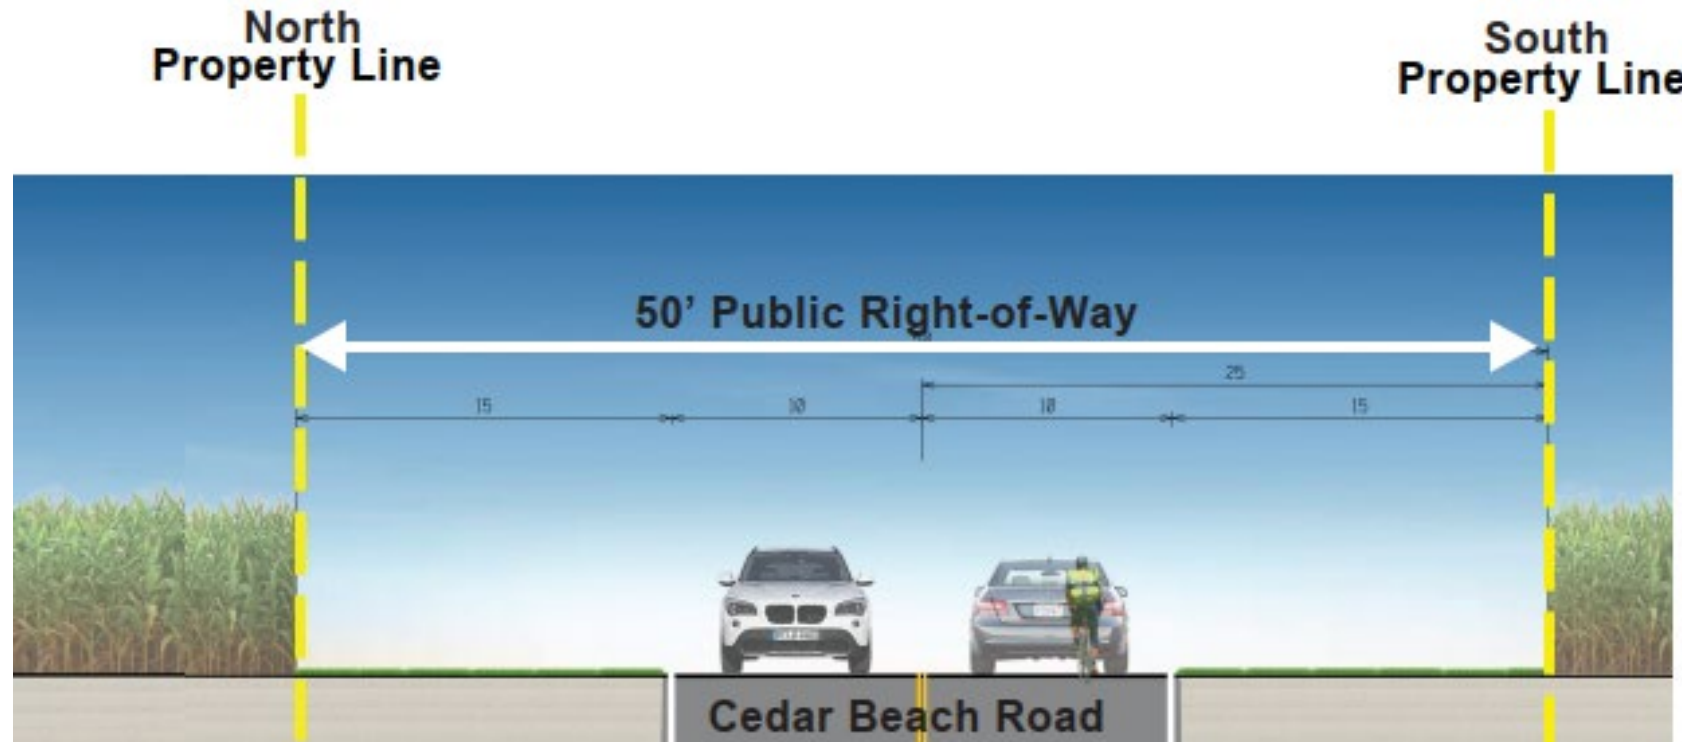 North
Property Line
South
Property Line
50’ Public Right-of-Way
25
15
10
10
15
Cedar Beach Road